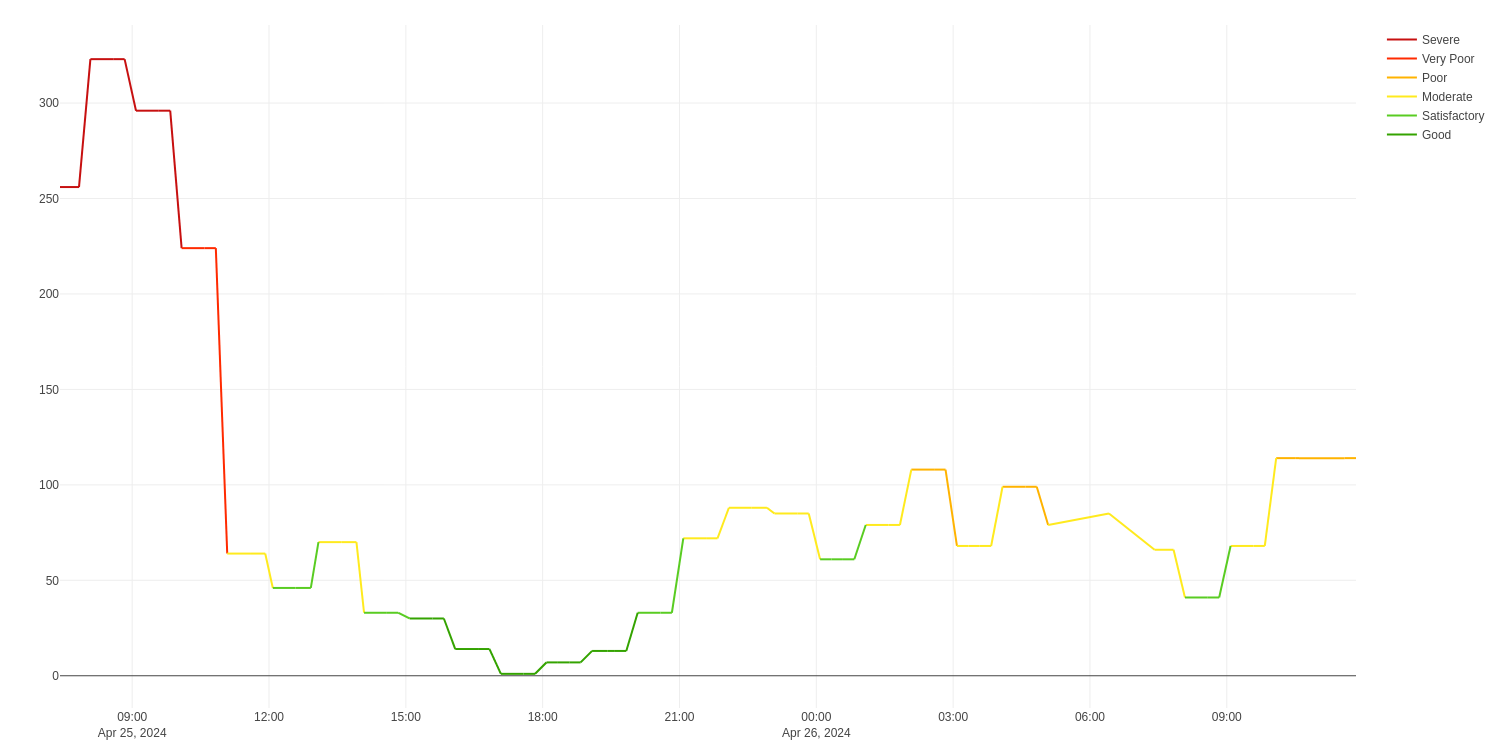 300
250
200
150
100
50
0
09:00
12:00
15:00
18:00
21:00
00:00
03:00
06:00
09:00
Apr 25, 2024
Apr 26, 2024
Severe
Very Poor
Poor
Moderate
Satisfactory
Good